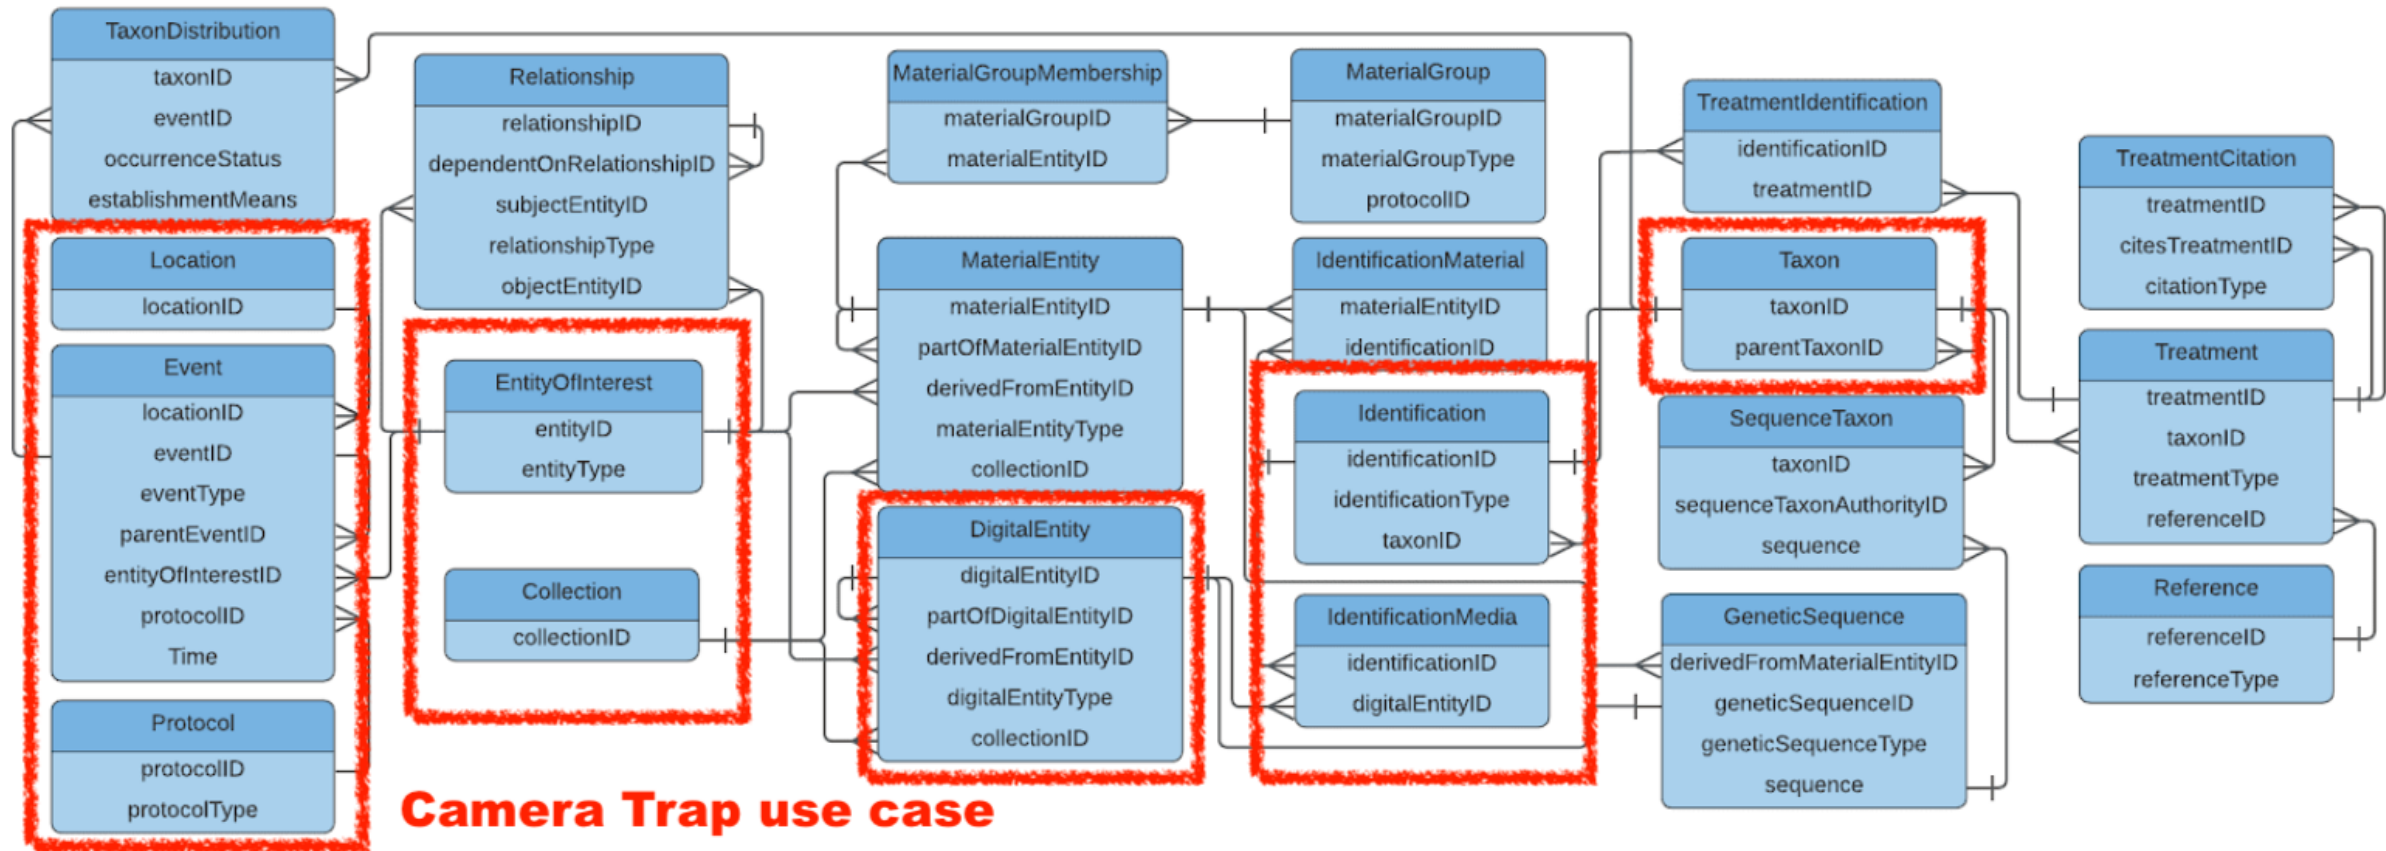 TaxonDistribution
taxonID
eventID
occurrenceStatus
establishmentMeans
Location
locationID
Event
locationID
eventID
eventType
parentEventID
entityOfInterestID
protocolID
Time
Protocol
protocolID
protocolType
Relationship
relationshipID
dependentOnRelationshipID
subjectEntityID
relationshipType
objectEntityID
EntityOfInterest
entityID
entityType
Collection
collectionID
Camera Trap use case
MaterialGroupMembership
materialGroupID
materialEntityID
MaterialEntity
materialEntityID
partOfMaterialEntityID
derivedFromEntityID
materialEntityType
collectionID
DigitalEntity
digitalEntityID
partOfDigitalEntityID
derivedFromEntityID
digitalEntityType
collectionID
MaterialGroup
materialGroupID
materialGroupType
protocolID
IdentificationMaterial
materialEntityID
identificationID
Identification
identificationID
identificationType
taxonID
IdentificationMedia
identificationID
digitalEntityID
TreatmentIdentification
identificationID
treatmentID
Taxon
taxonID
parentTaxonID
SequenceTaxon
taxonID
sequenceTaxonAuthorityID
sequence
GeneticSequence
derivedFromMaterialEntityID
geneticSequenceID
geneticSequenceType
sequence
TreatmentCitation
treatmentID
citesTreatmentID
citationType
Treatment
treatmentID
taxonID
treatmentType
referenceID
Reference
referenceID
referenceType